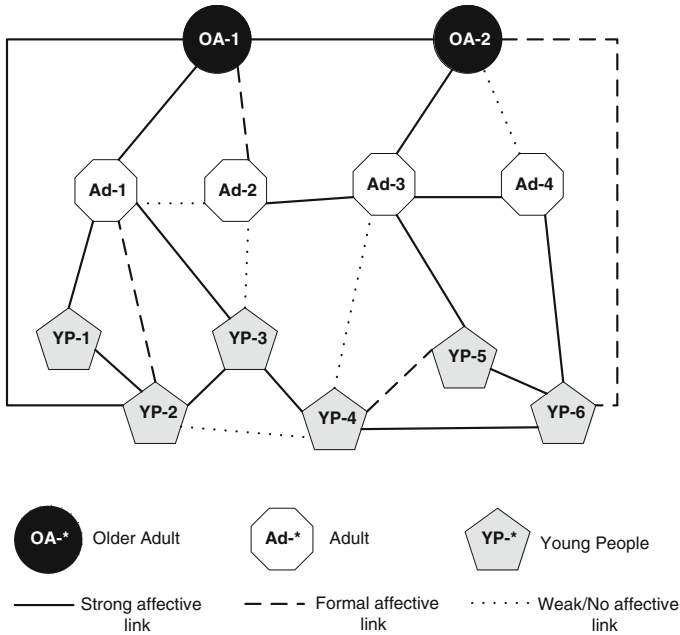 OA-1
OA-2
Ad-1
Ad-2
Ad-3
Ad-4
YP-1
YP-3
YP-5
YP-2
YP-4
YP-6
OA-*
Older Adult
Ad-*
Adult
YP-*
Young People
Strong affective
link
Formal affective
link
Weak/No affective
link